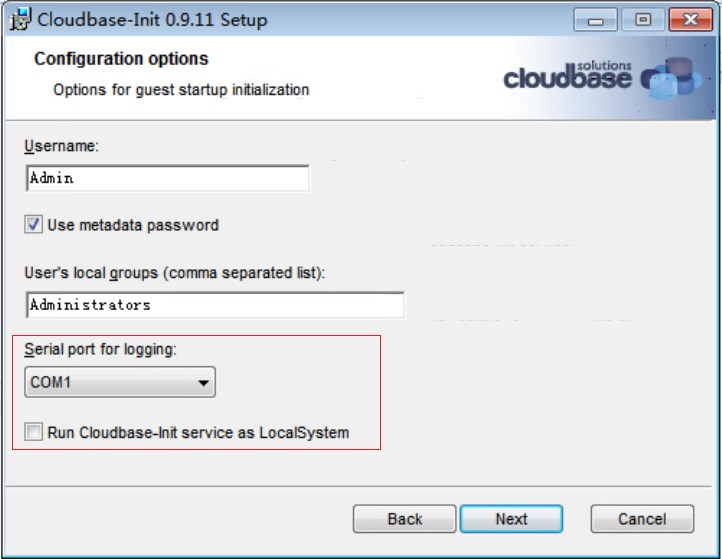 Cloudbase-Init 0.9.11 Setup
Configuration options
Options for guest startup initialization
solutions
cloudbase
Username:
Admin
Use metadata password
User's local groups (comma separated list):
Administrators
Serial port for logging:
COM1
Run Cloudbase-Init service as LocalSystem
Back
Next
Cancel